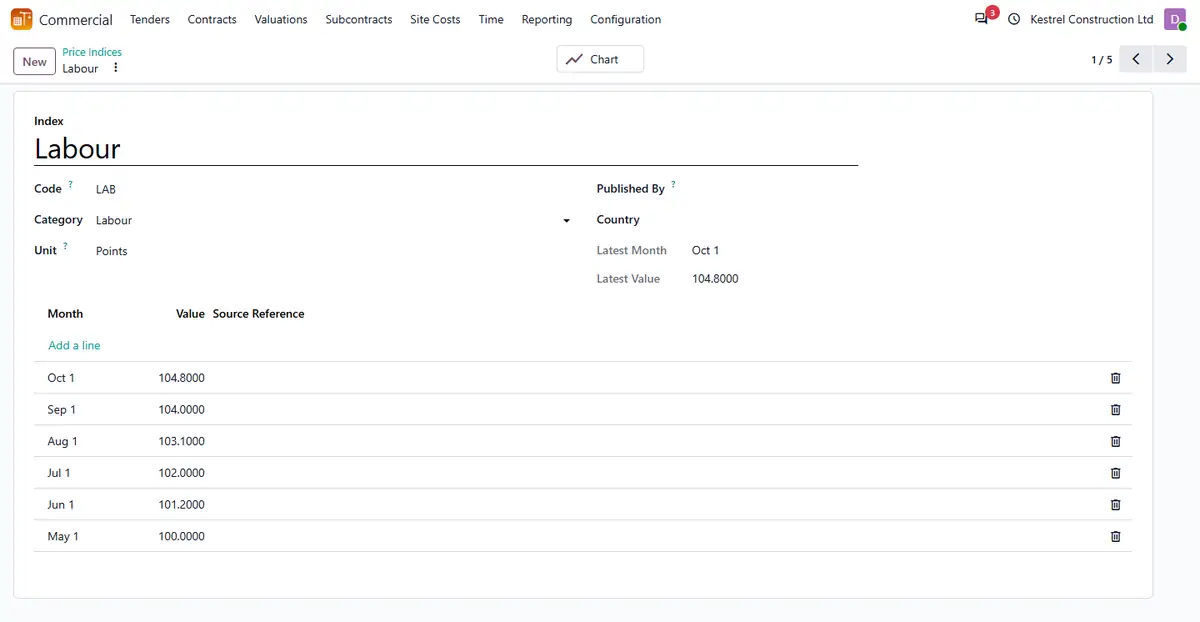 Commercial Tenders Contracts Valuations Subcontracts Site Costs Time Reporting Configuration 3 Kestrel Construction Ltd D
New Price Indices Chart 1 / 5
Labour
Index
Labour
Code ? LAB Published By ?
Category Labour Country
Unit ? Points Latest Month Oct 1
Latest Value 104.8000
Month Value Source Reference
Add a line
Oct 1 104.8000
Sep 1 104.0000
Aug 1 103.1000
Jul 1 102.0000
Jun 1 101.2000
May 1 100.0000